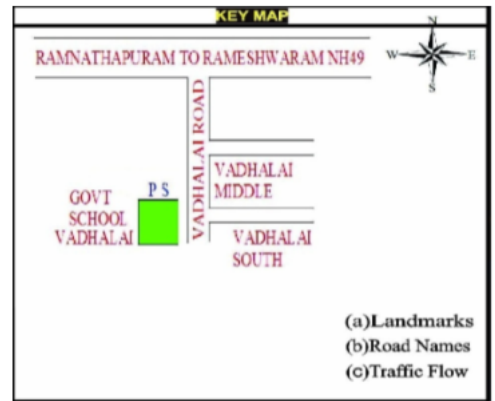 KEY MAP
N
W E
S
RAMNATHAPURAM TO RAMESHWARAM NH49
VADHALAI ROAD
P S
GOVT
SCHOOL
VADHALAI
VADHALAI
MIDDLE
VADHALAI
SOUTH
(a)Landmarks
(b)Road Names
(c)Traffic Flow